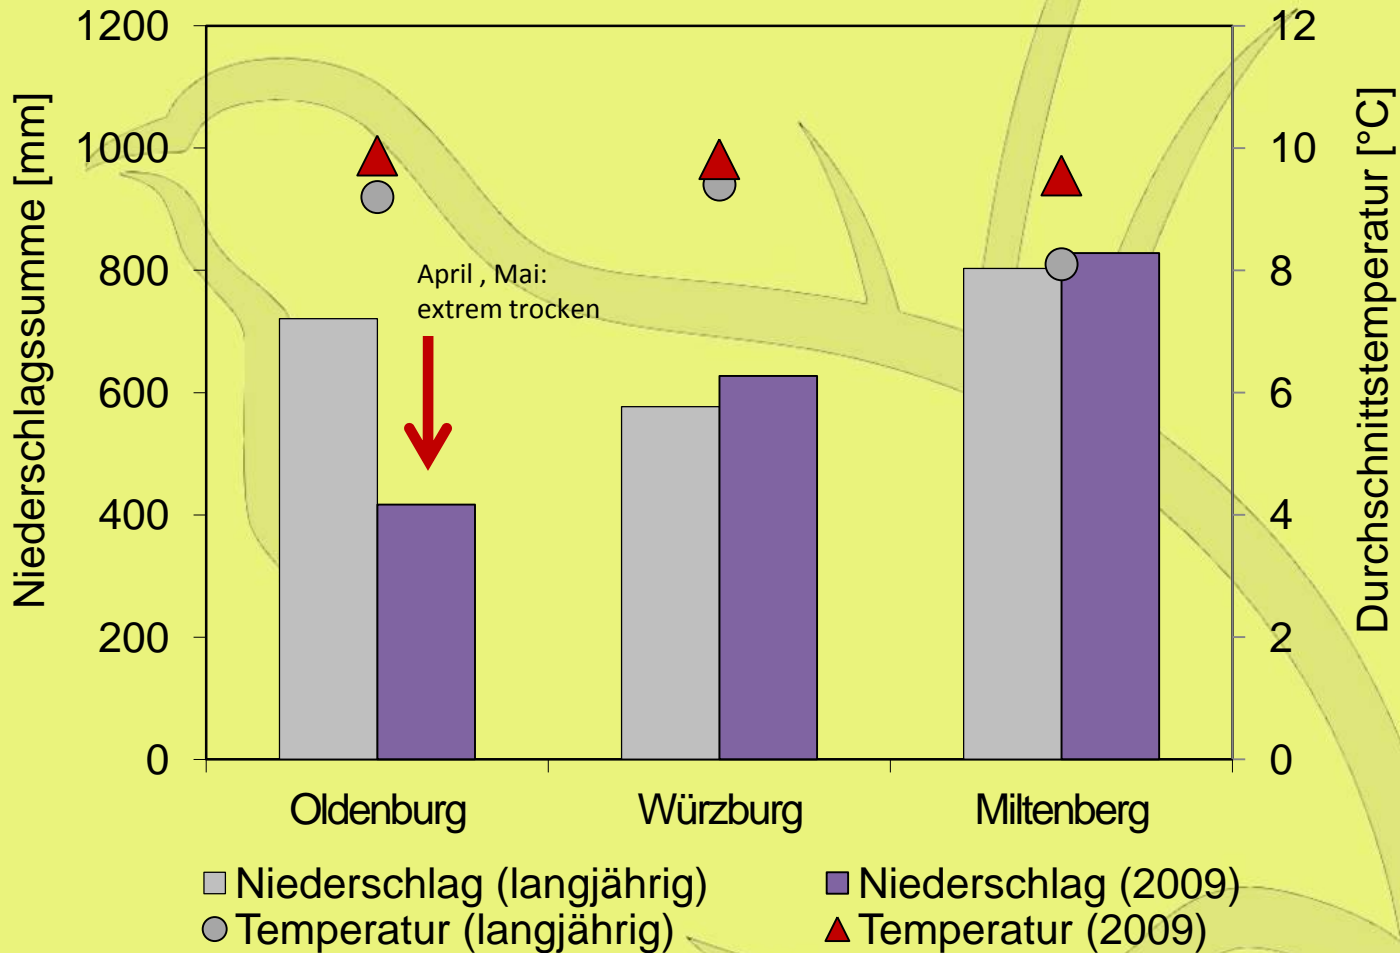 Niederschlagssumme [mm]
1200
1000
800
600
400
200
0
April , Mai:
extrem trocken
12
10
8
6
4
2
0
Durchschnittstemperatur [°C]
Oldenburg
Würzburg
Miltenberg
Niederschlag (langjährig)
Niederschlag (2009)
Temperatur (langjährig)
Temperatur (2009)